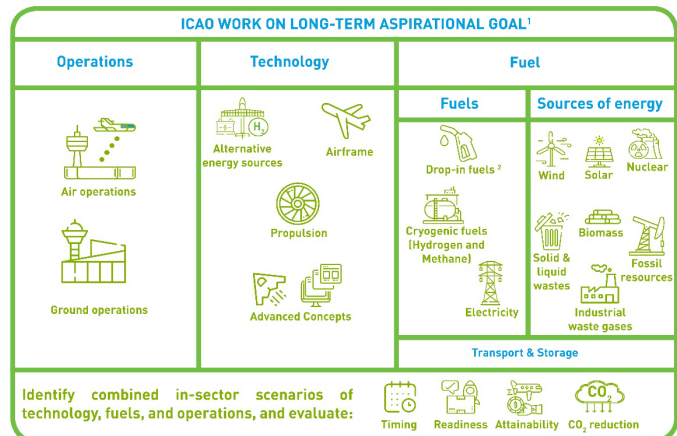 ICAO WORK ON LONG-TERM ASPIRATIONAL GOAL¹
Operations
Technology
Fuel
Fuels
Sources of energy
Air operations
Ground operations
H₂
Alternative
energy sources
Airframe
Propulsion
Advanced Concepts
Drop-in fuels ²
Cryogenic fuels
(Hydrogen and
Methane)
Electricity
Wind
Solar
Nuclear
Solid &
liquid
wastes
Biomass
Fossil
resources
Industrial
waste gases
Transport & Storage
Identify combined in-sector scenarios of
technology, fuels, and operations, and evaluate:
Timing
Readiness
Attainability
CO₂
CO₂ reduction